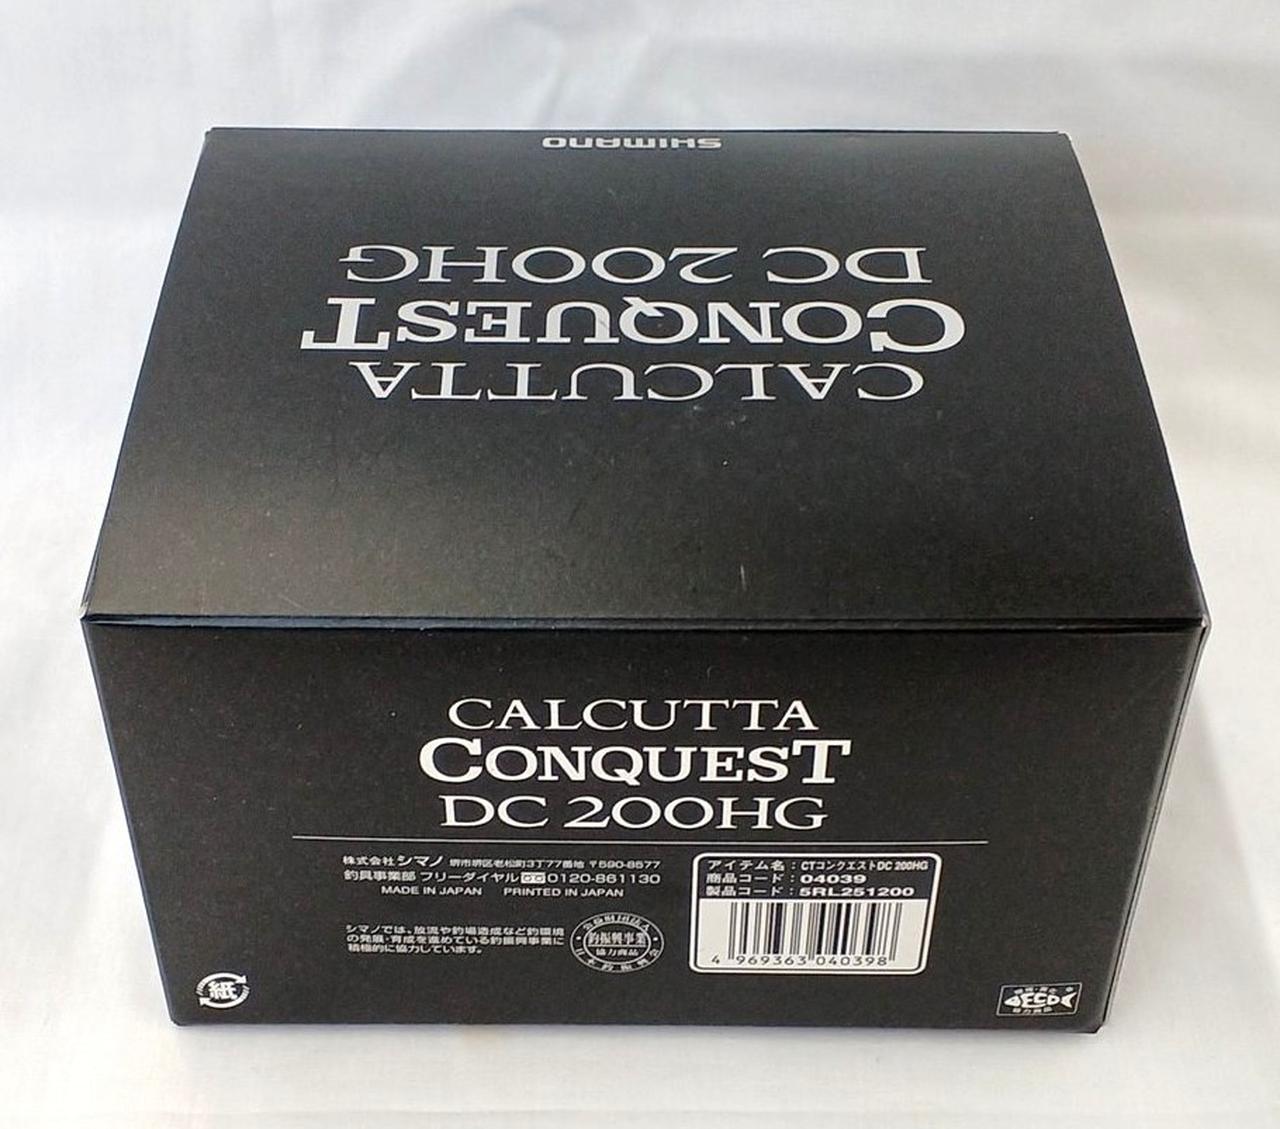 SHIMANO
CALCUTTA
CONQUEST
DC 200HG
CALCUTTA
CONQUEST
DC 200HG
株式会社シマノ 堺市堺区老松町3丁77番地 〒590-8577
釣具事業部 フリーダイヤル 0120-861130
MADE IN JAPAN PRINTED IN JAPAN
シマノでは、放流や釣場造成など釣環境
の発展・育成を進めている釣振興事業に
積極的に協力しています。
釣振興事業
協力商品
アイテム名：CTコンクエストDC 200HG
商品コード：04039
製品コード：5RL251200
4 969363 040398
紙